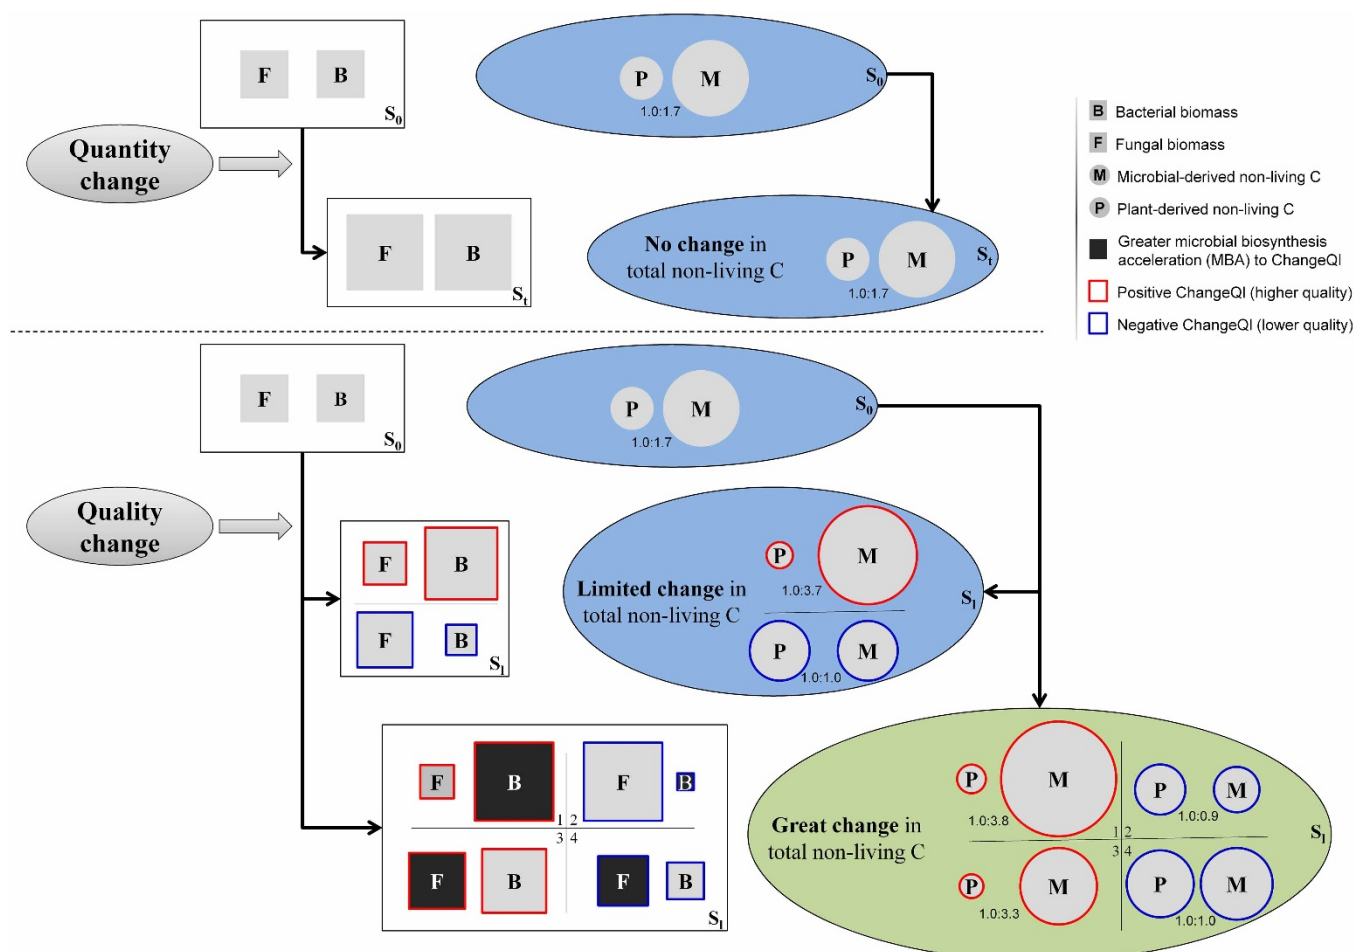 F B
S0
P M
1.0:1.7
S0
Quantity
change
F B
St
No change in
total non-living C
P M
1.0:1.7
St
B Bacterial biomass
F Fungal biomass
M Microbial-derived non-living C
P Plant-derived non-living C
Greater microbial biosynthesis
acceleration (MBA) to ChangeQI
Positive ChangeQI (higher quality)
Negative ChangeQI (lower quality)
F B
S0
P M
1.0:1.7
S0
Quality
change
F B
F B
S1
Limited change in
total non-living C
P M
1.0:3.7
P M
1.0:1.0
S1
F B F B
1 2
3 4
F B F B
S1
Great change in
total non-living C
P M P M
1.0:3.8 1.0:0.9
1 2
3 4
P M P M
1.0:3.3 1.0:1.0
S1